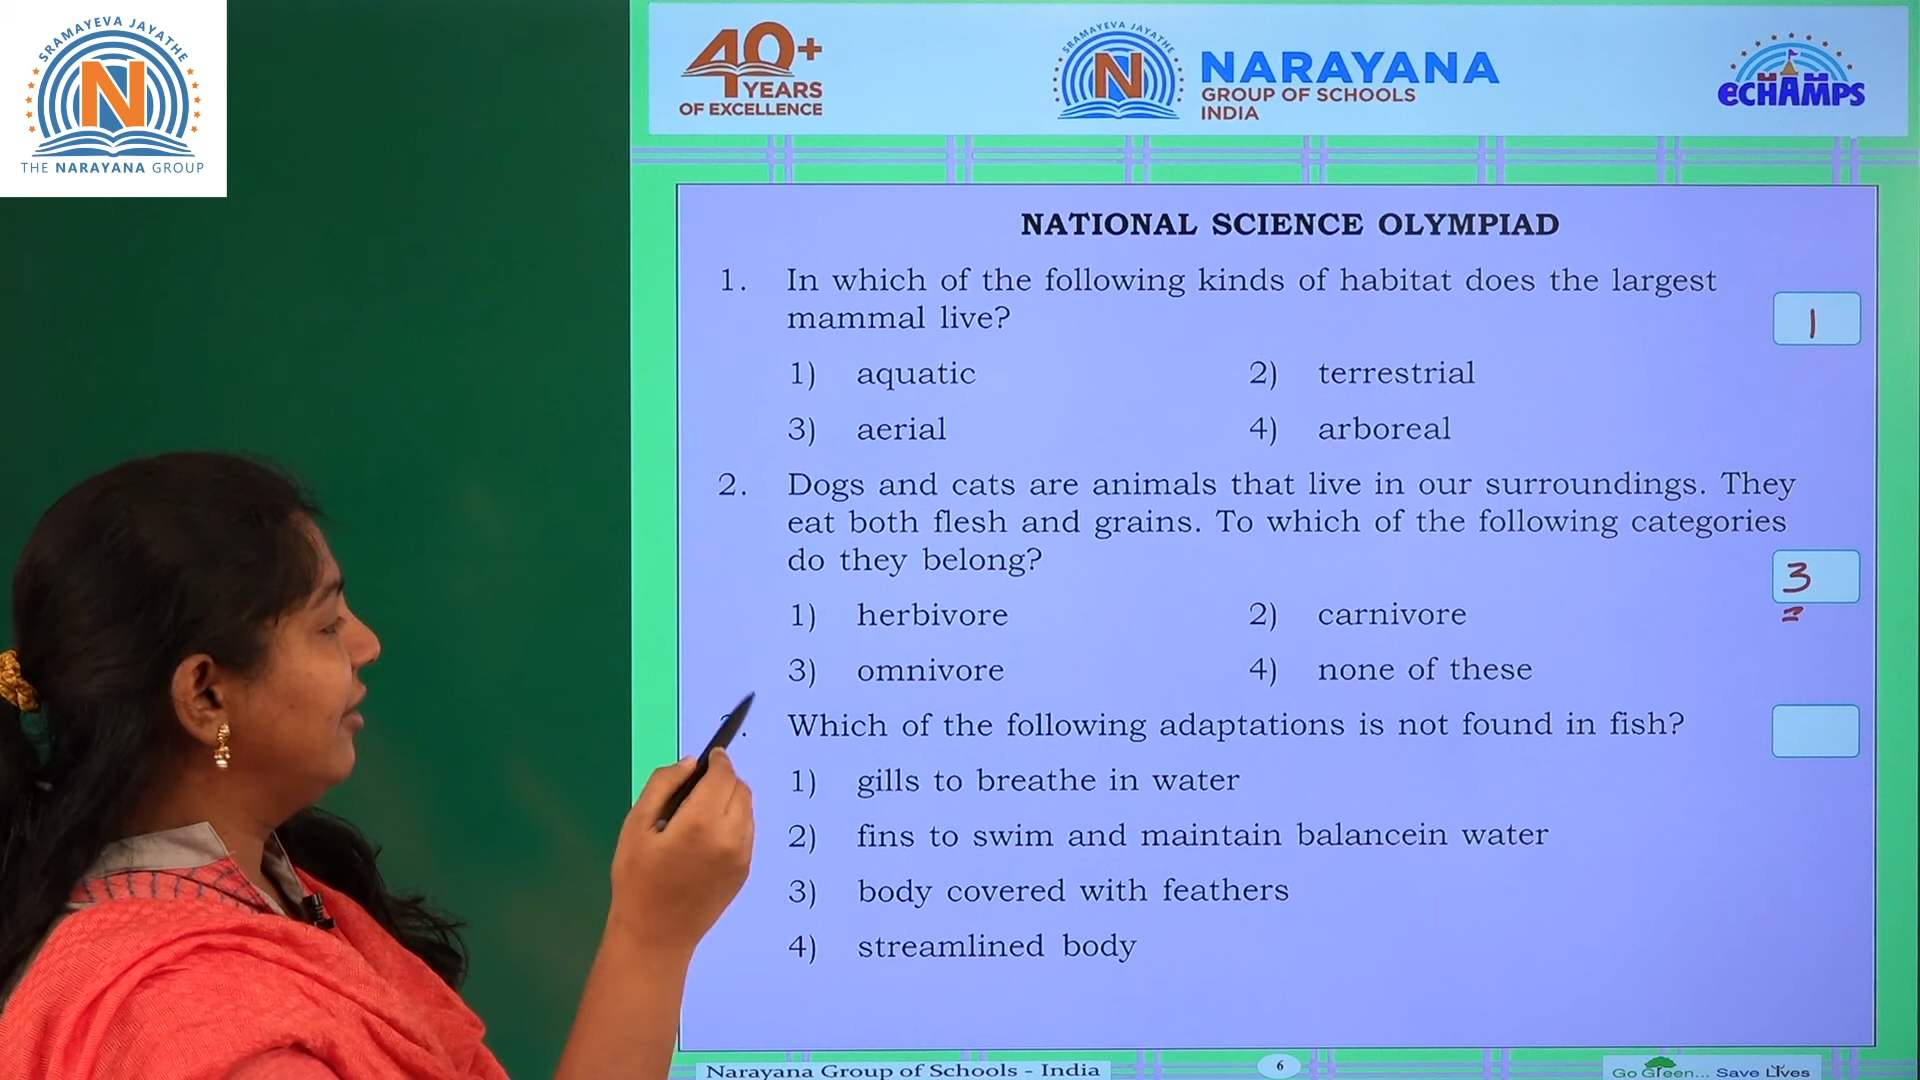 SRAMAYEVA JAYATHE
N
THE NARAYANA GROUP
40+
YEARS
OF EXCELLENCE
SRAMAYEVA JAYATHE
N
NARAYANA
GROUP OF SCHOOLS
INDIA
eCHAMPS
NATIONAL SCIENCE OLYMPIAD
1. In which of the following kinds of habitat does the largest
mammal live?
1
1) aquatic 2) terrestrial
3) aerial 4) arboreal
2. Dogs and cats are animals that live in our surroundings. They
eat both flesh and grains. To which of the following categories
do they belong?
3
1) herbivore 2) carnivore
3) omnivore 4) none of these
Which of the following adaptations is not found in fish?
1) gills to breathe in water
2) fins to swim and maintain balancein water
3) body covered with feathers
4) streamlined body
Narayana Group of Schools - India 6 Go Green... Save Lives